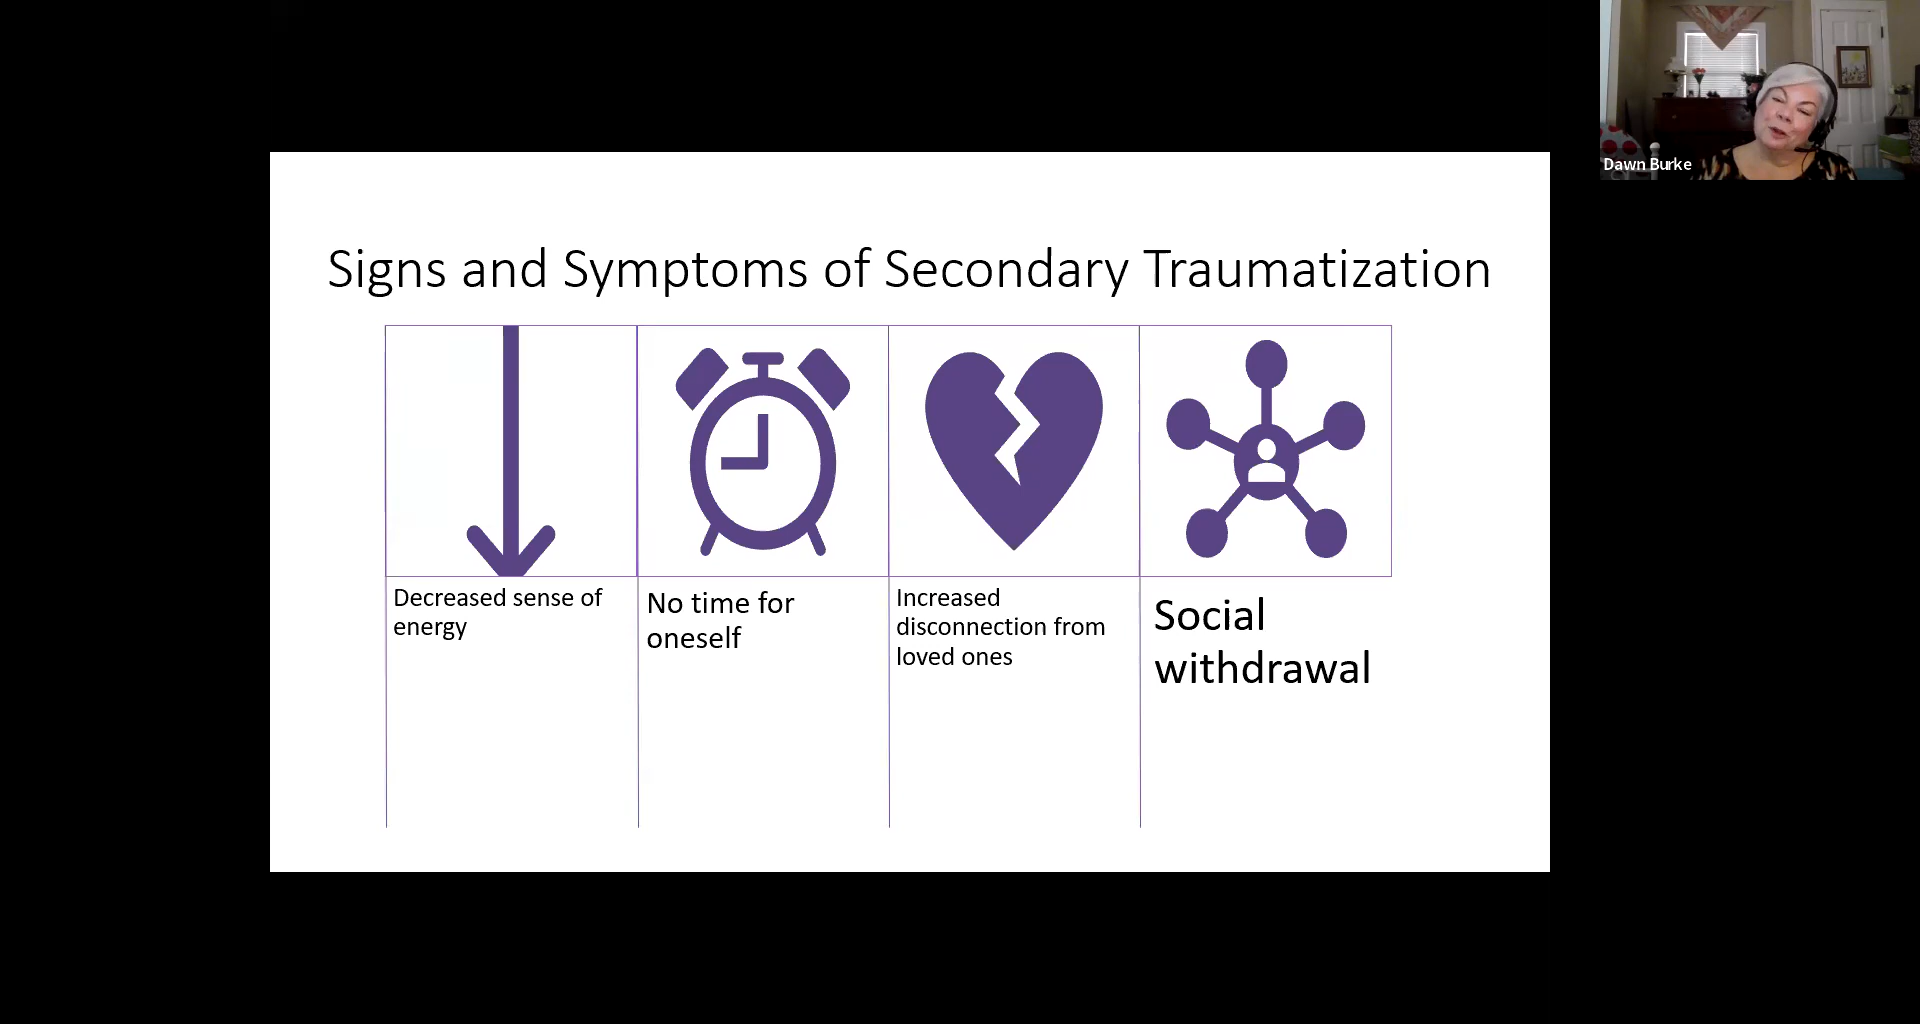 Dawn Burke
Signs and Symptoms of Secondary Traumatization
Decreased sense of
energy
No time for
oneself
Increased
disconnection from
loved ones
Social
withdrawal